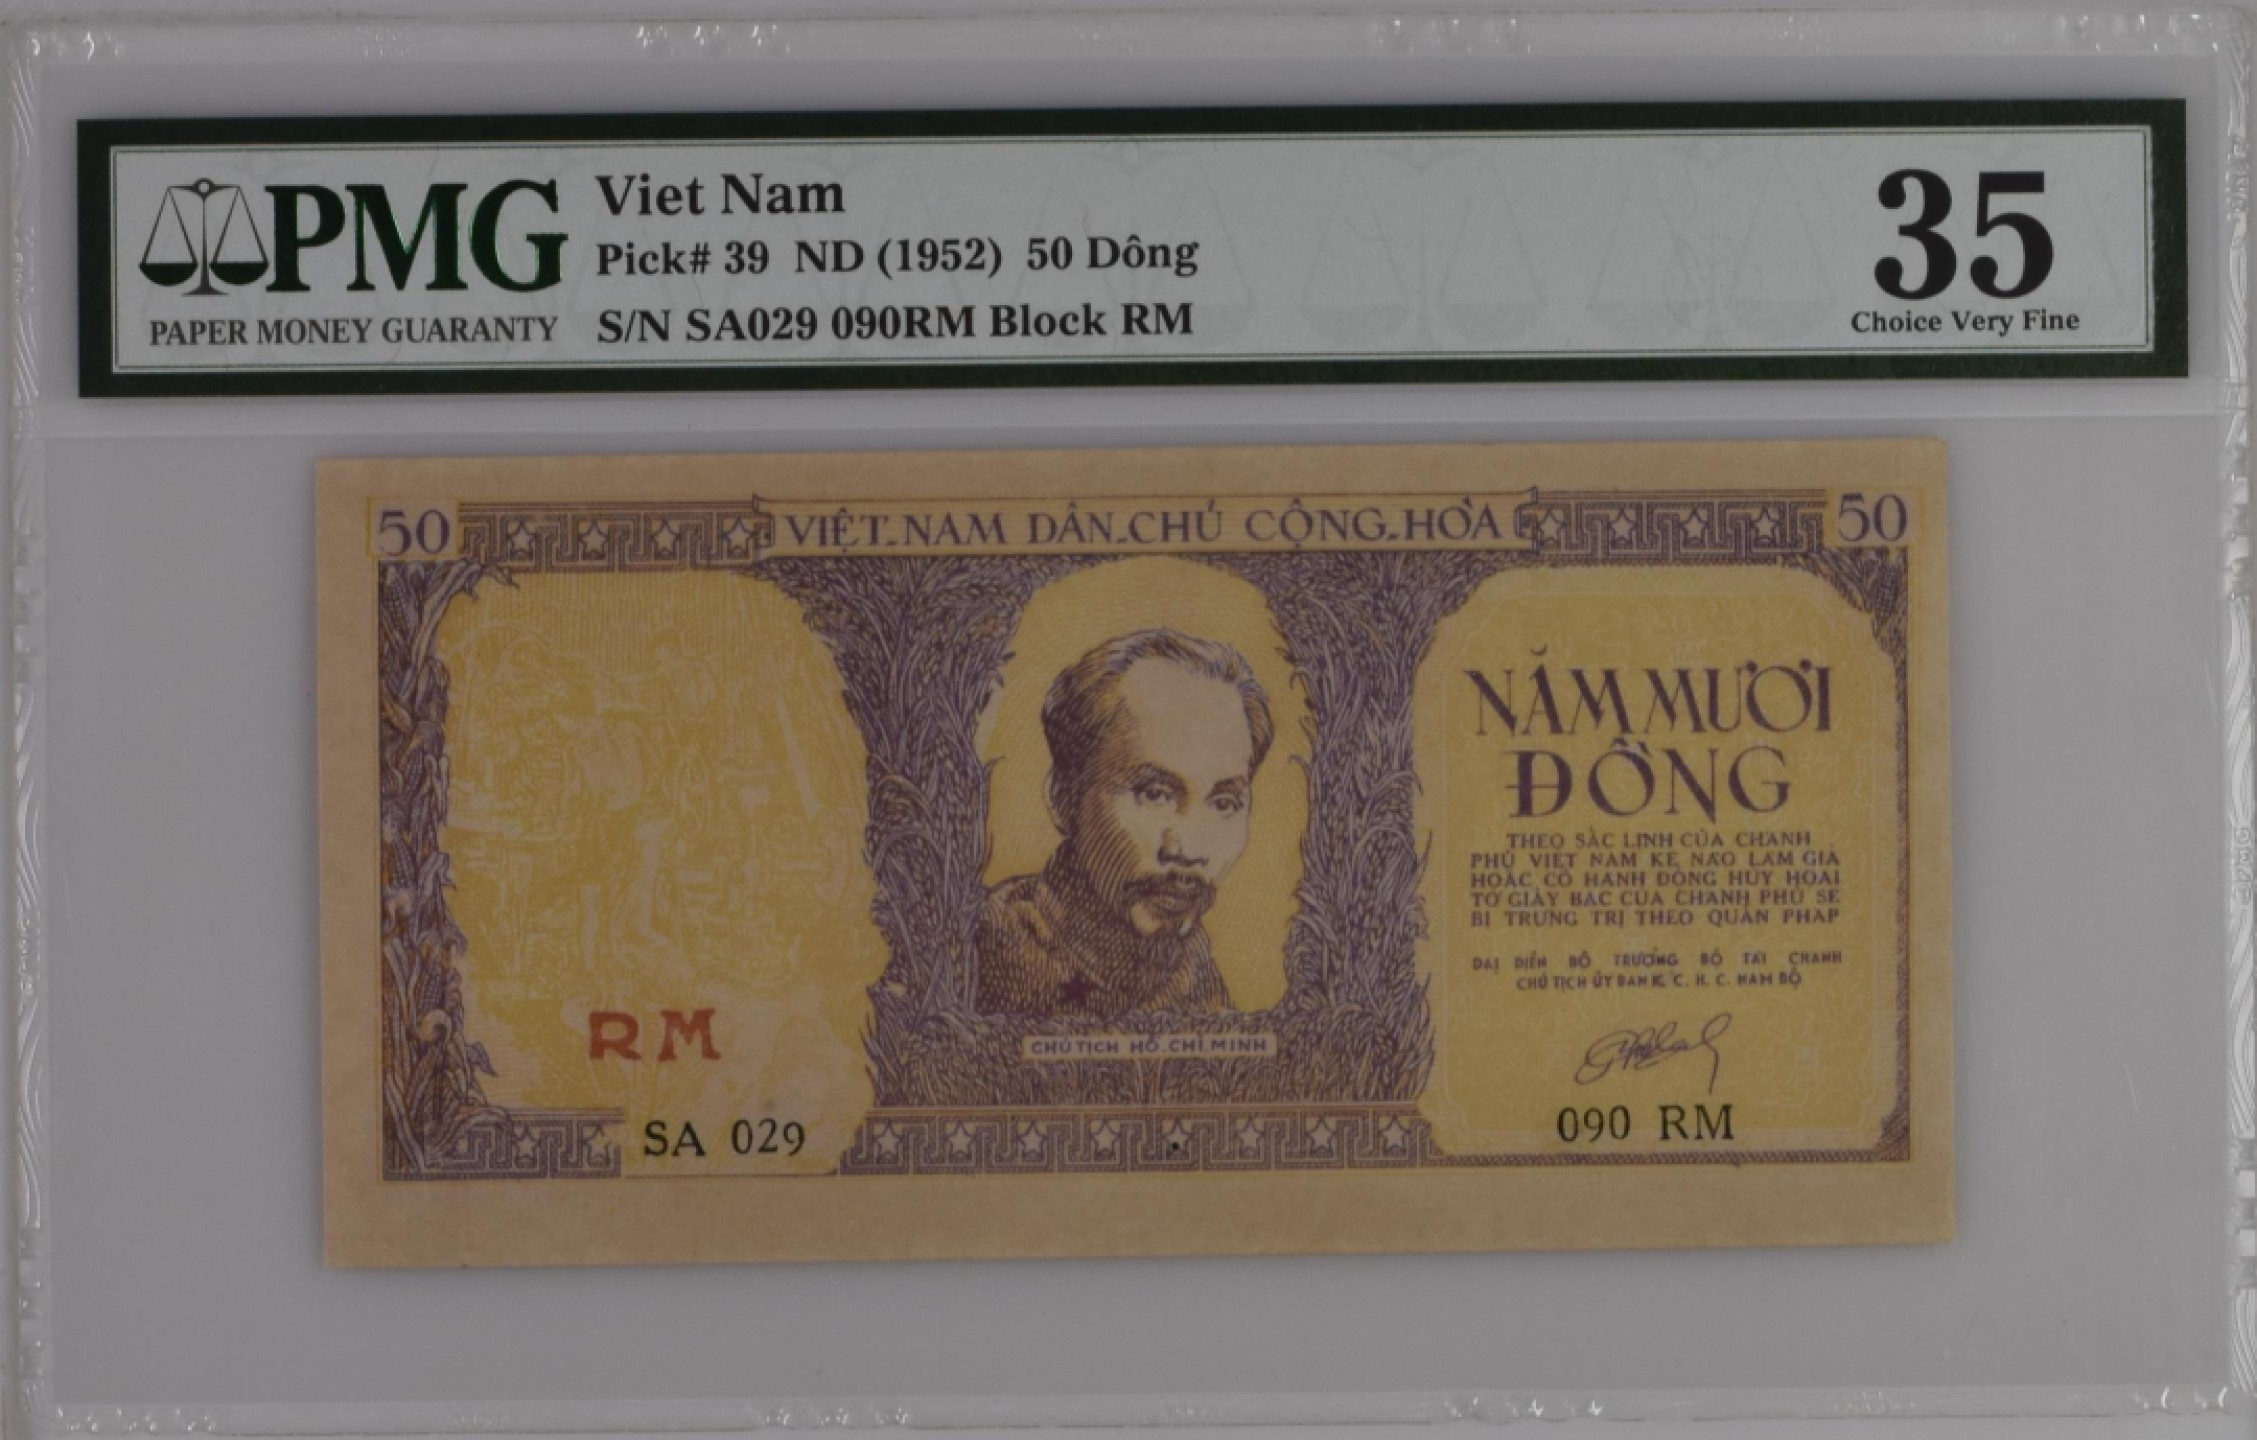 PMG
PAPER MONEY GUARANTY
Viet Nam
Pick# 39 ND (1952) 50 Dông
S/N SA029 090RM Block RM
35
Choice Very Fine
50
VIỆT-NAM DÂN-CHỦ CỘNG-HÒA
50
NĂM MƯƠI
ĐỒNG
THEO SẮC LỊNH CỦA CHÁNH
PHỦ VIỆT NAM KẺ NÀO LÀM GIẢ
HOẶC CÓ HÀNH ĐỘNG HỦY HOẠI
TỜ GIẤY BẠC CỦA CHÁNH PHỦ SẼ
BỊ TRỪNG TRỊ THEO QUÂN PHÁP
ĐẠI DIỆN BỘ TRƯỞNG BỘ TÀI CHÁNH
CHỦ TỊCH ỦY BAN K. C. H. C. NAM BỘ
RM
CHỦ TỊCH HỒ-CHÍ MINH
SA 029
090 RM